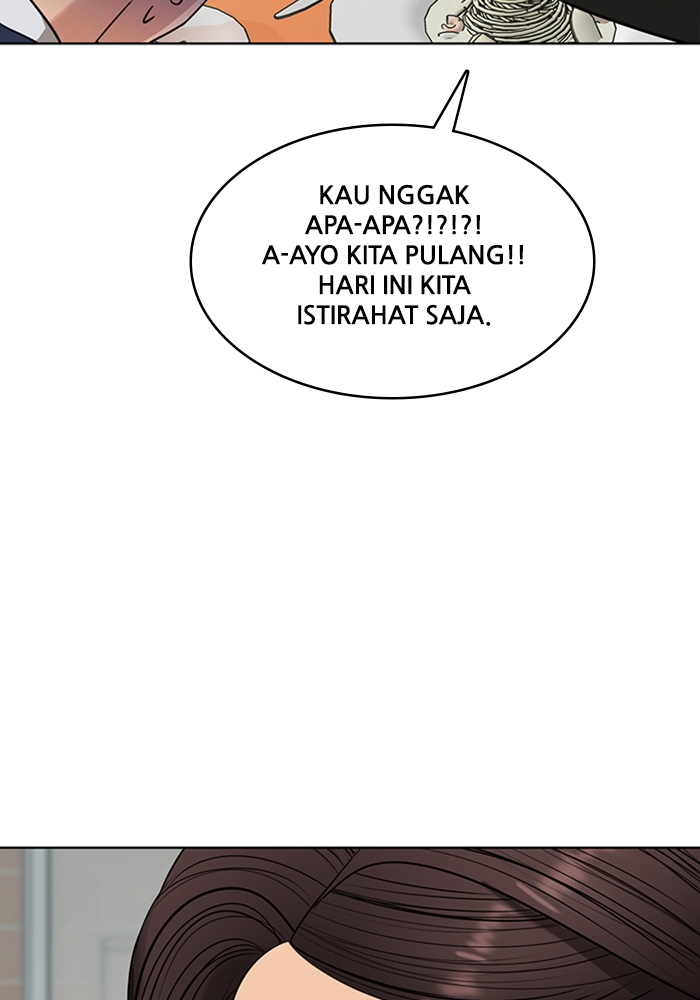 KAU NGGAK
APA-APA?!?!?!
A-AYO KITA PULANG!!
HARI INI KITA
ISTIRAHAT SAJA.